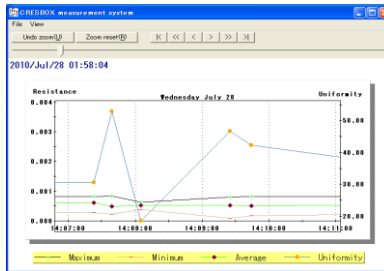 CRESBOX measurement system
File View
Undo zoom(U) Zoom reset(R) |< << < > >> >|
2010/Jul/28 01:58:04
Resistance Wednesday July 28 Uniformity
0.004
50.00
0.003
0.002 40.00
0.001 30.00
0.000 20.00
14:07:00 14:08:00 14:09:00 14:10:00 14:11:00
Maximum Minimum Average Uniformity